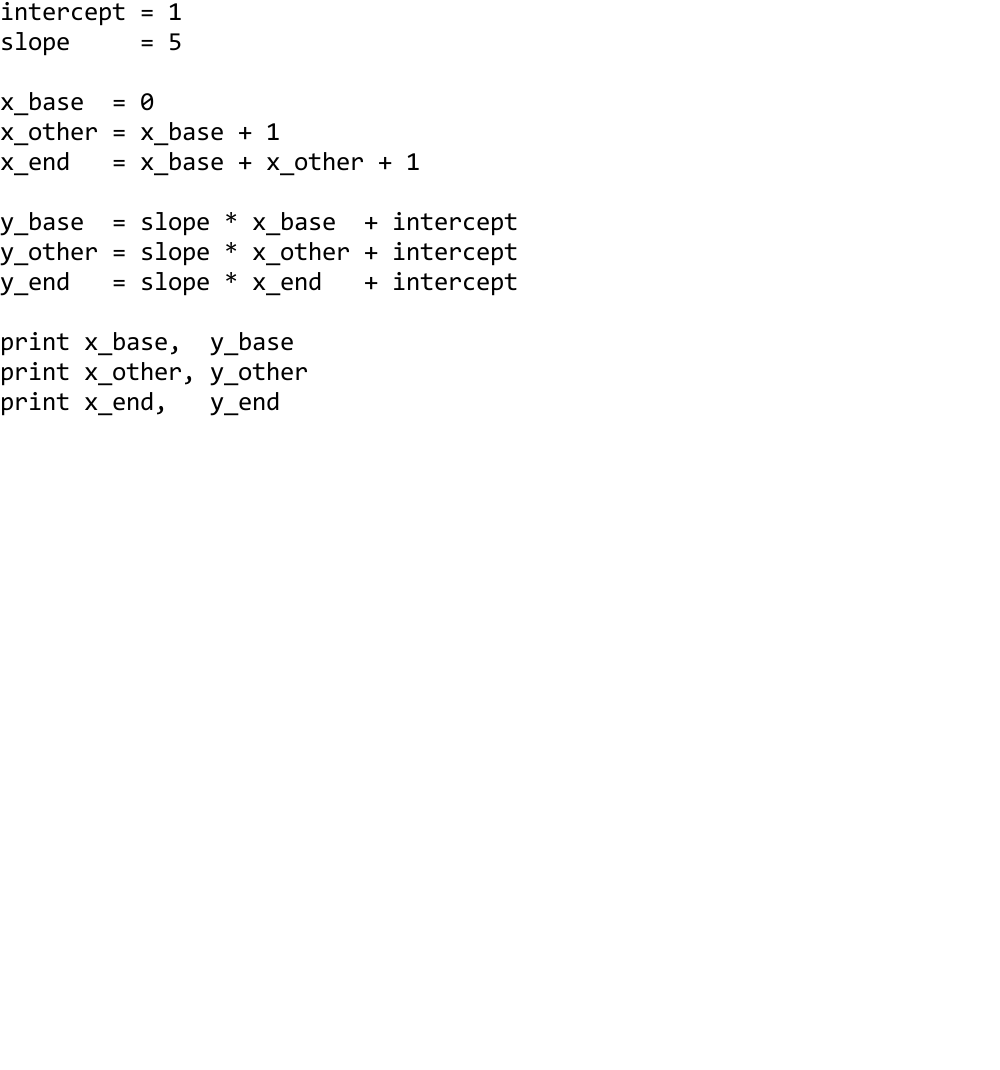 intercept = 1
slope     = 5

x_base  = 0
x_other = x_base + 1
x_end   = x_base + x_other + 1

y_base  = slope * x_base  + intercept
y_other = slope * x_other + intercept
y_end   = slope * x_end   + intercept

print x_base,  y_base
print x_other, y_other
print x_end,   y_end